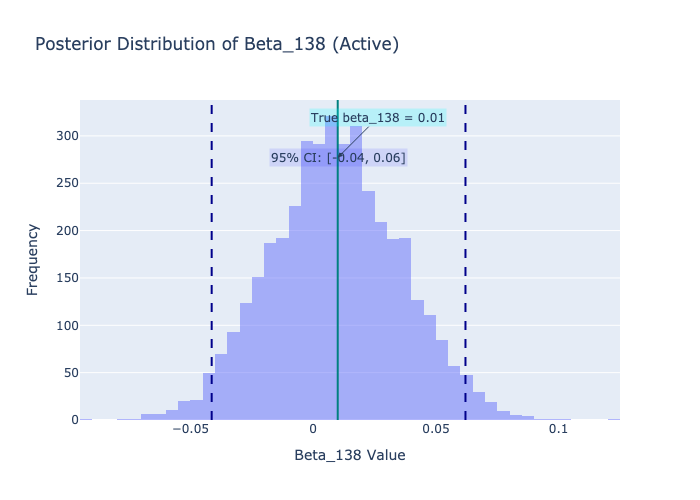 Posterior Distribution of Beta_138 (Active)
True beta_138 = 0.01
95% CI: [-0.04, 0.06]
300
250
200
150
100
50
0
Frequency
−0.05
0
0.05
0.1
Beta_138 Value